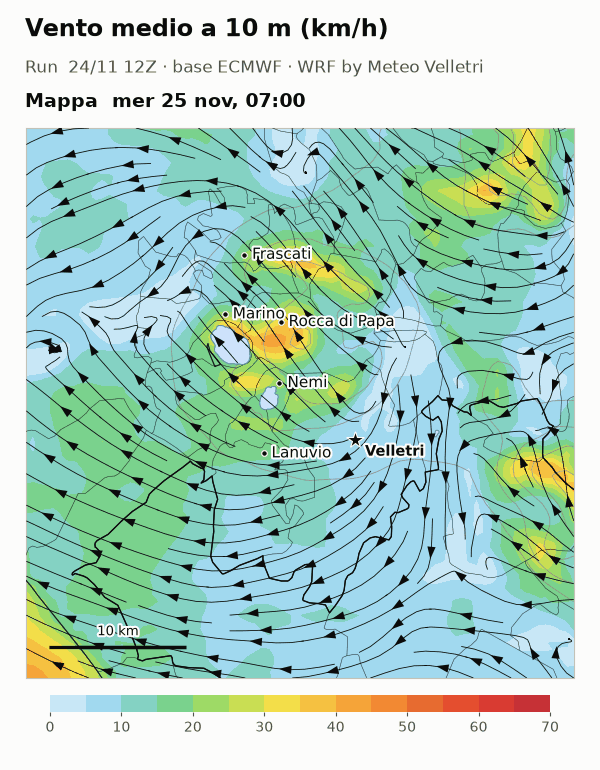 Vento medio a 10 m (km/h)
Run  24/11 12Z · base ECMWF · WRF by Meteo Velletri
Mappa  mer 25 nov, 07:00
Frascati
Marino
Rocca di Papa
Nemi
Velletri
Lanuvio
10 km
0 10 20 30 40 50 60 70